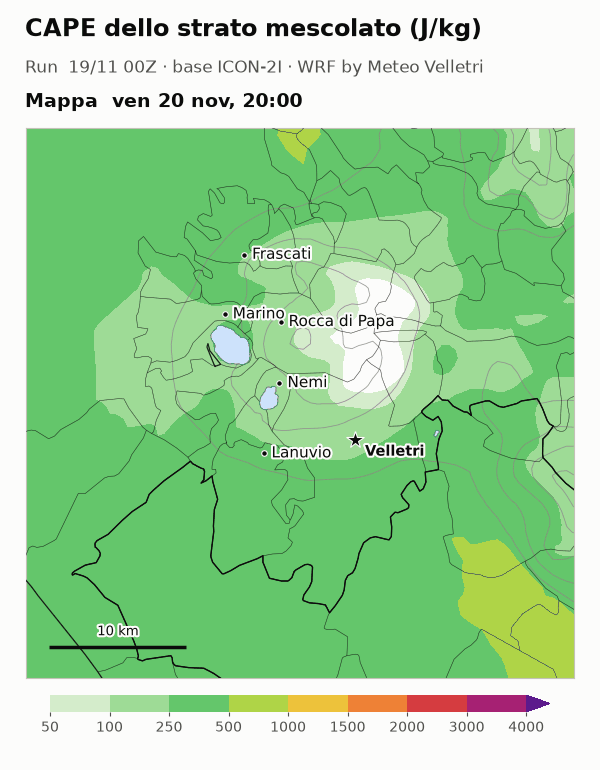 CAPE dello strato mescolato (J/kg)
Run  19/11 00Z · base ICON-2I · WRF by Meteo Velletri
Mappa  ven 20 nov, 20:00
Frascati
Marino
Rocca di Papa
Nemi
Velletri
Lanuvio
10 km
50 100 250 500 1000 1500 2000 3000 4000